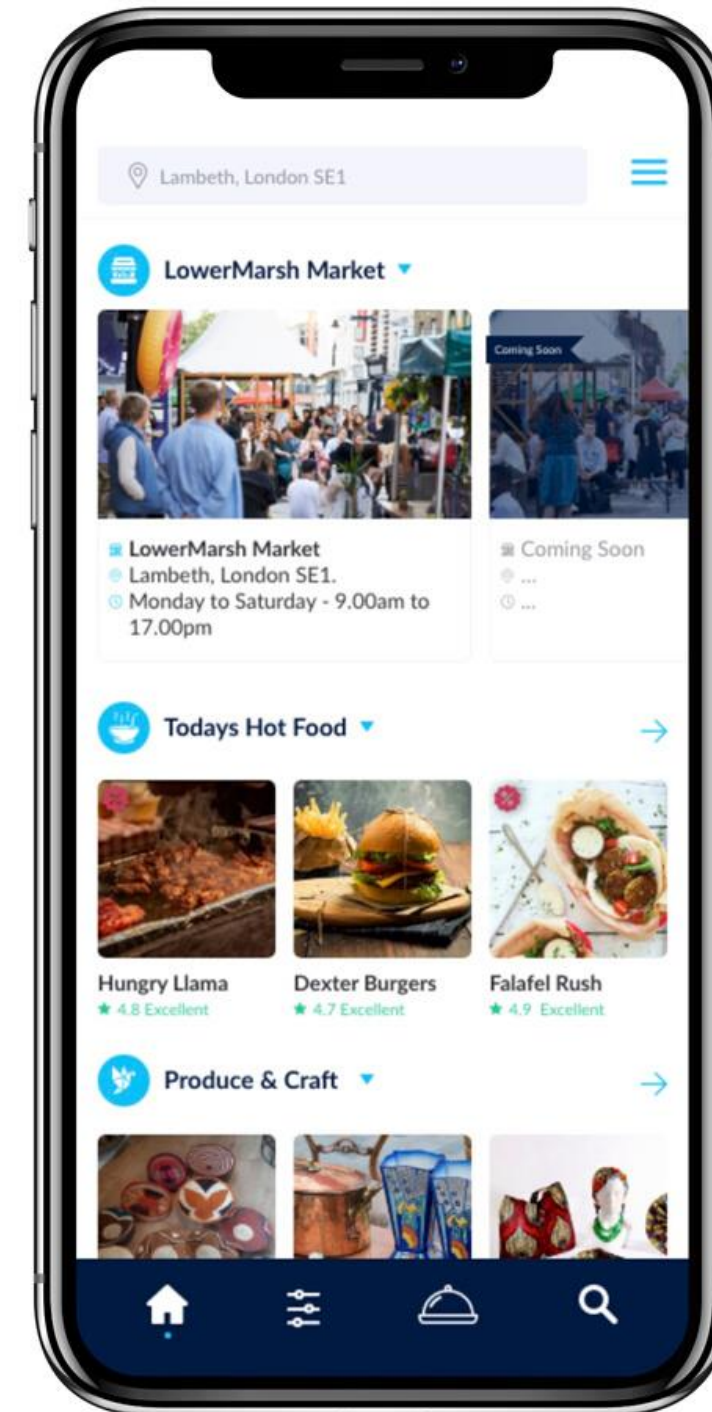 Lambeth, London SE1
LowerMarsh Market
Coming Soon
LowerMarsh Market
Lambeth, London SE1.
Monday to Saturday - 9.00am to
17.00pm
Coming Soon
...
...
Todays Hot Food
Hungry Llama
4.8 Excellent
Dexter Burgers
4.7 Excellent
Falafel Rush
4.9 Excellent
Produce & Craft